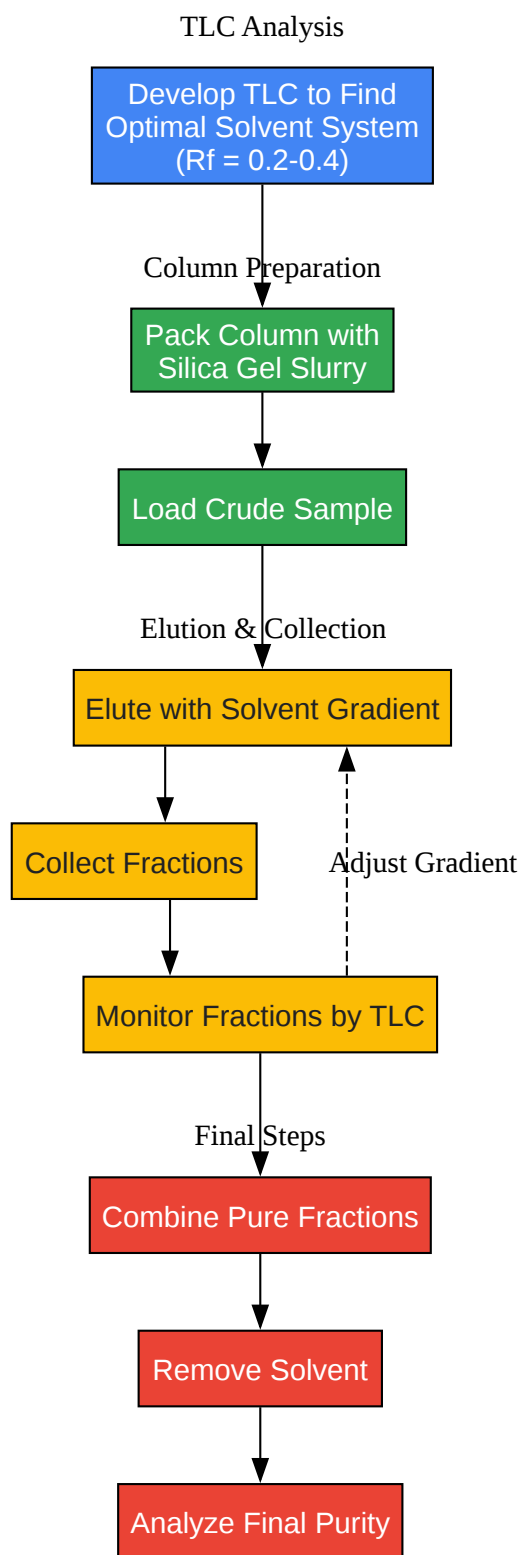 TLC Analysis
Develop TLC to Find
Optimal Solvent System
(Rf = 0.2-0.4)
Column Preparation
Pack Column with
Silica Gel Slurry
Load Crude Sample
Elution & Collection
Elute with Solvent Gradient
Collect Fractions
Adjust Gradient
Monitor Fractions by TLC
Final Steps
Combine Pure Fractions
Remove Solvent
Analyze Final Purity